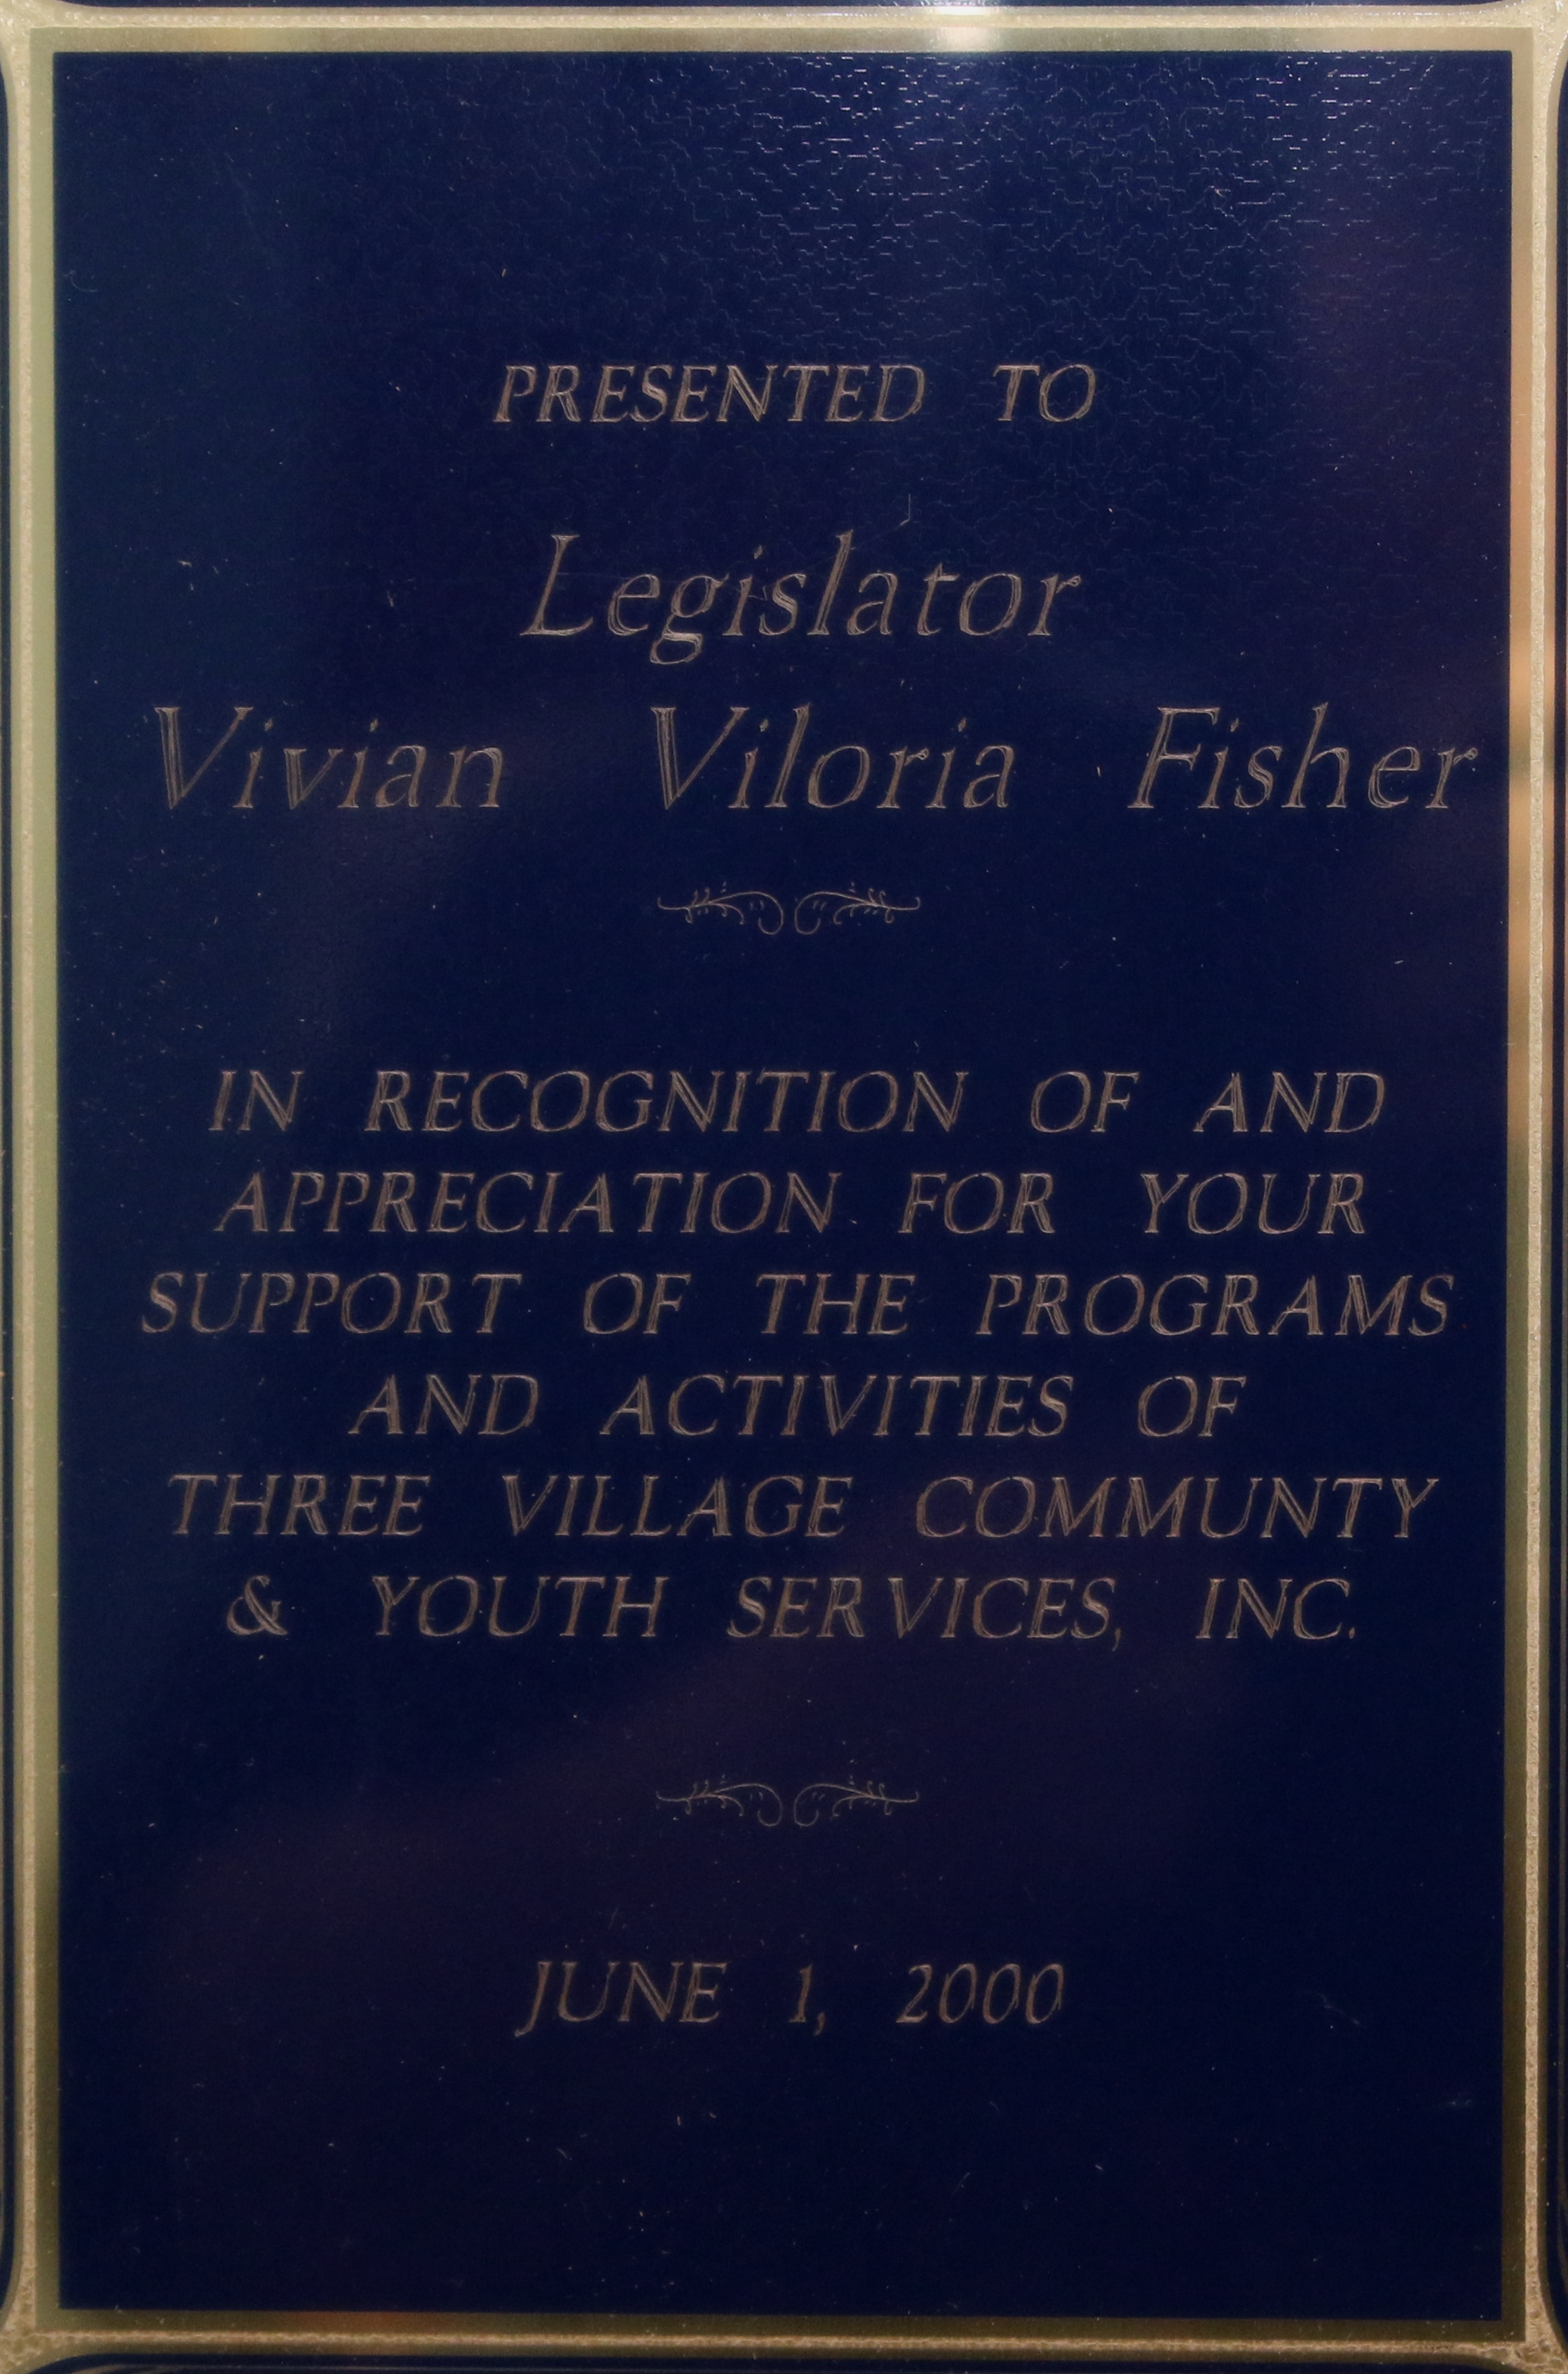 PRESENTED TO
Legislator
Vivian Viloria Fisher
IN RECOGNITION OF AND
APPRECIATION FOR YOUR
SUPPORT OF THE PROGRAMS
AND ACTIVITIES OF
THREE VILLAGE COMMUNTY
& YOUTH SERVICES, INC.
JUNE 1, 2000